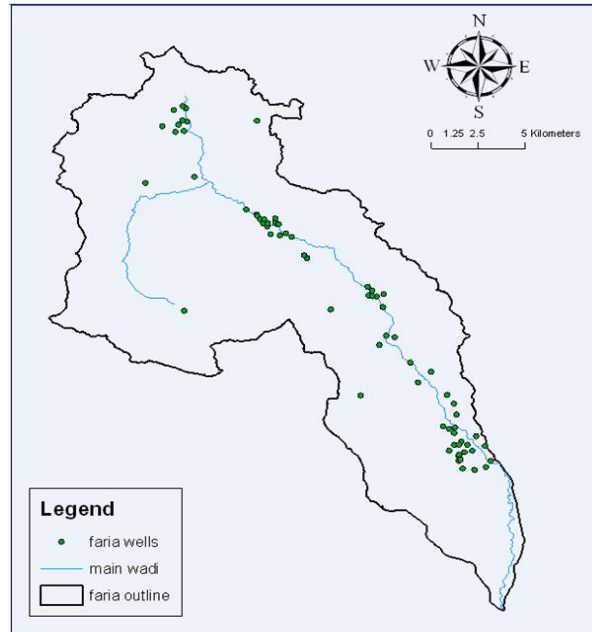 N
W E
S
0 1.25 2.5 5 Kilometers
Legend
faria wells
main wadi
faria outline